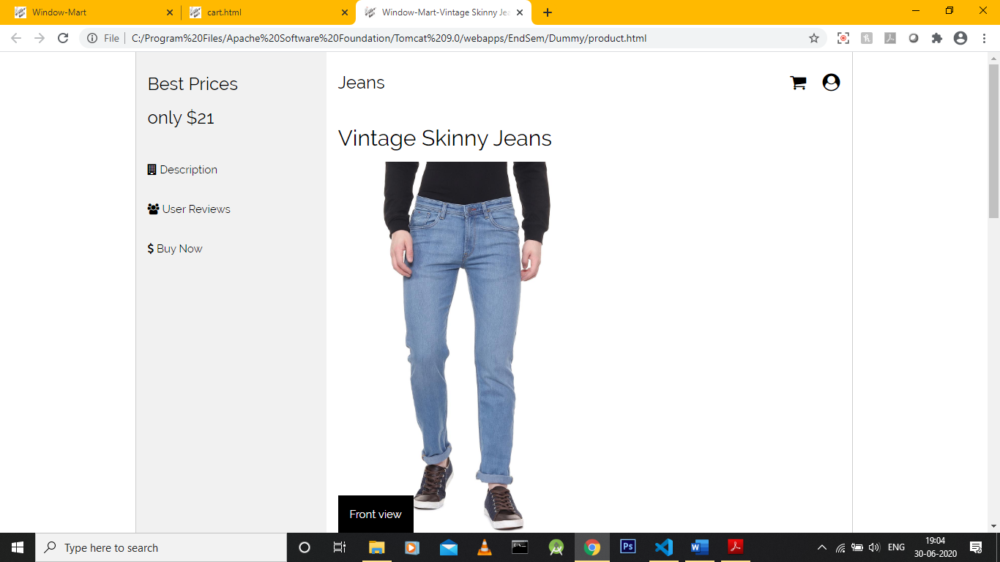 Window-Mart
cart.html
Window-Mart-Vintage Skinny Jea
File
C:/Program%20Files/Apache%20Software%20Foundation/Tomcat%209.0/webapps/EndSem/Dummy/product.html
Best Prices
only $21
Description
User Reviews
$ Buy Now
Jeans
Vintage Skinny Jeans
Front view
Type here to search
Ps
W
ENG
19:04
30-06-2020